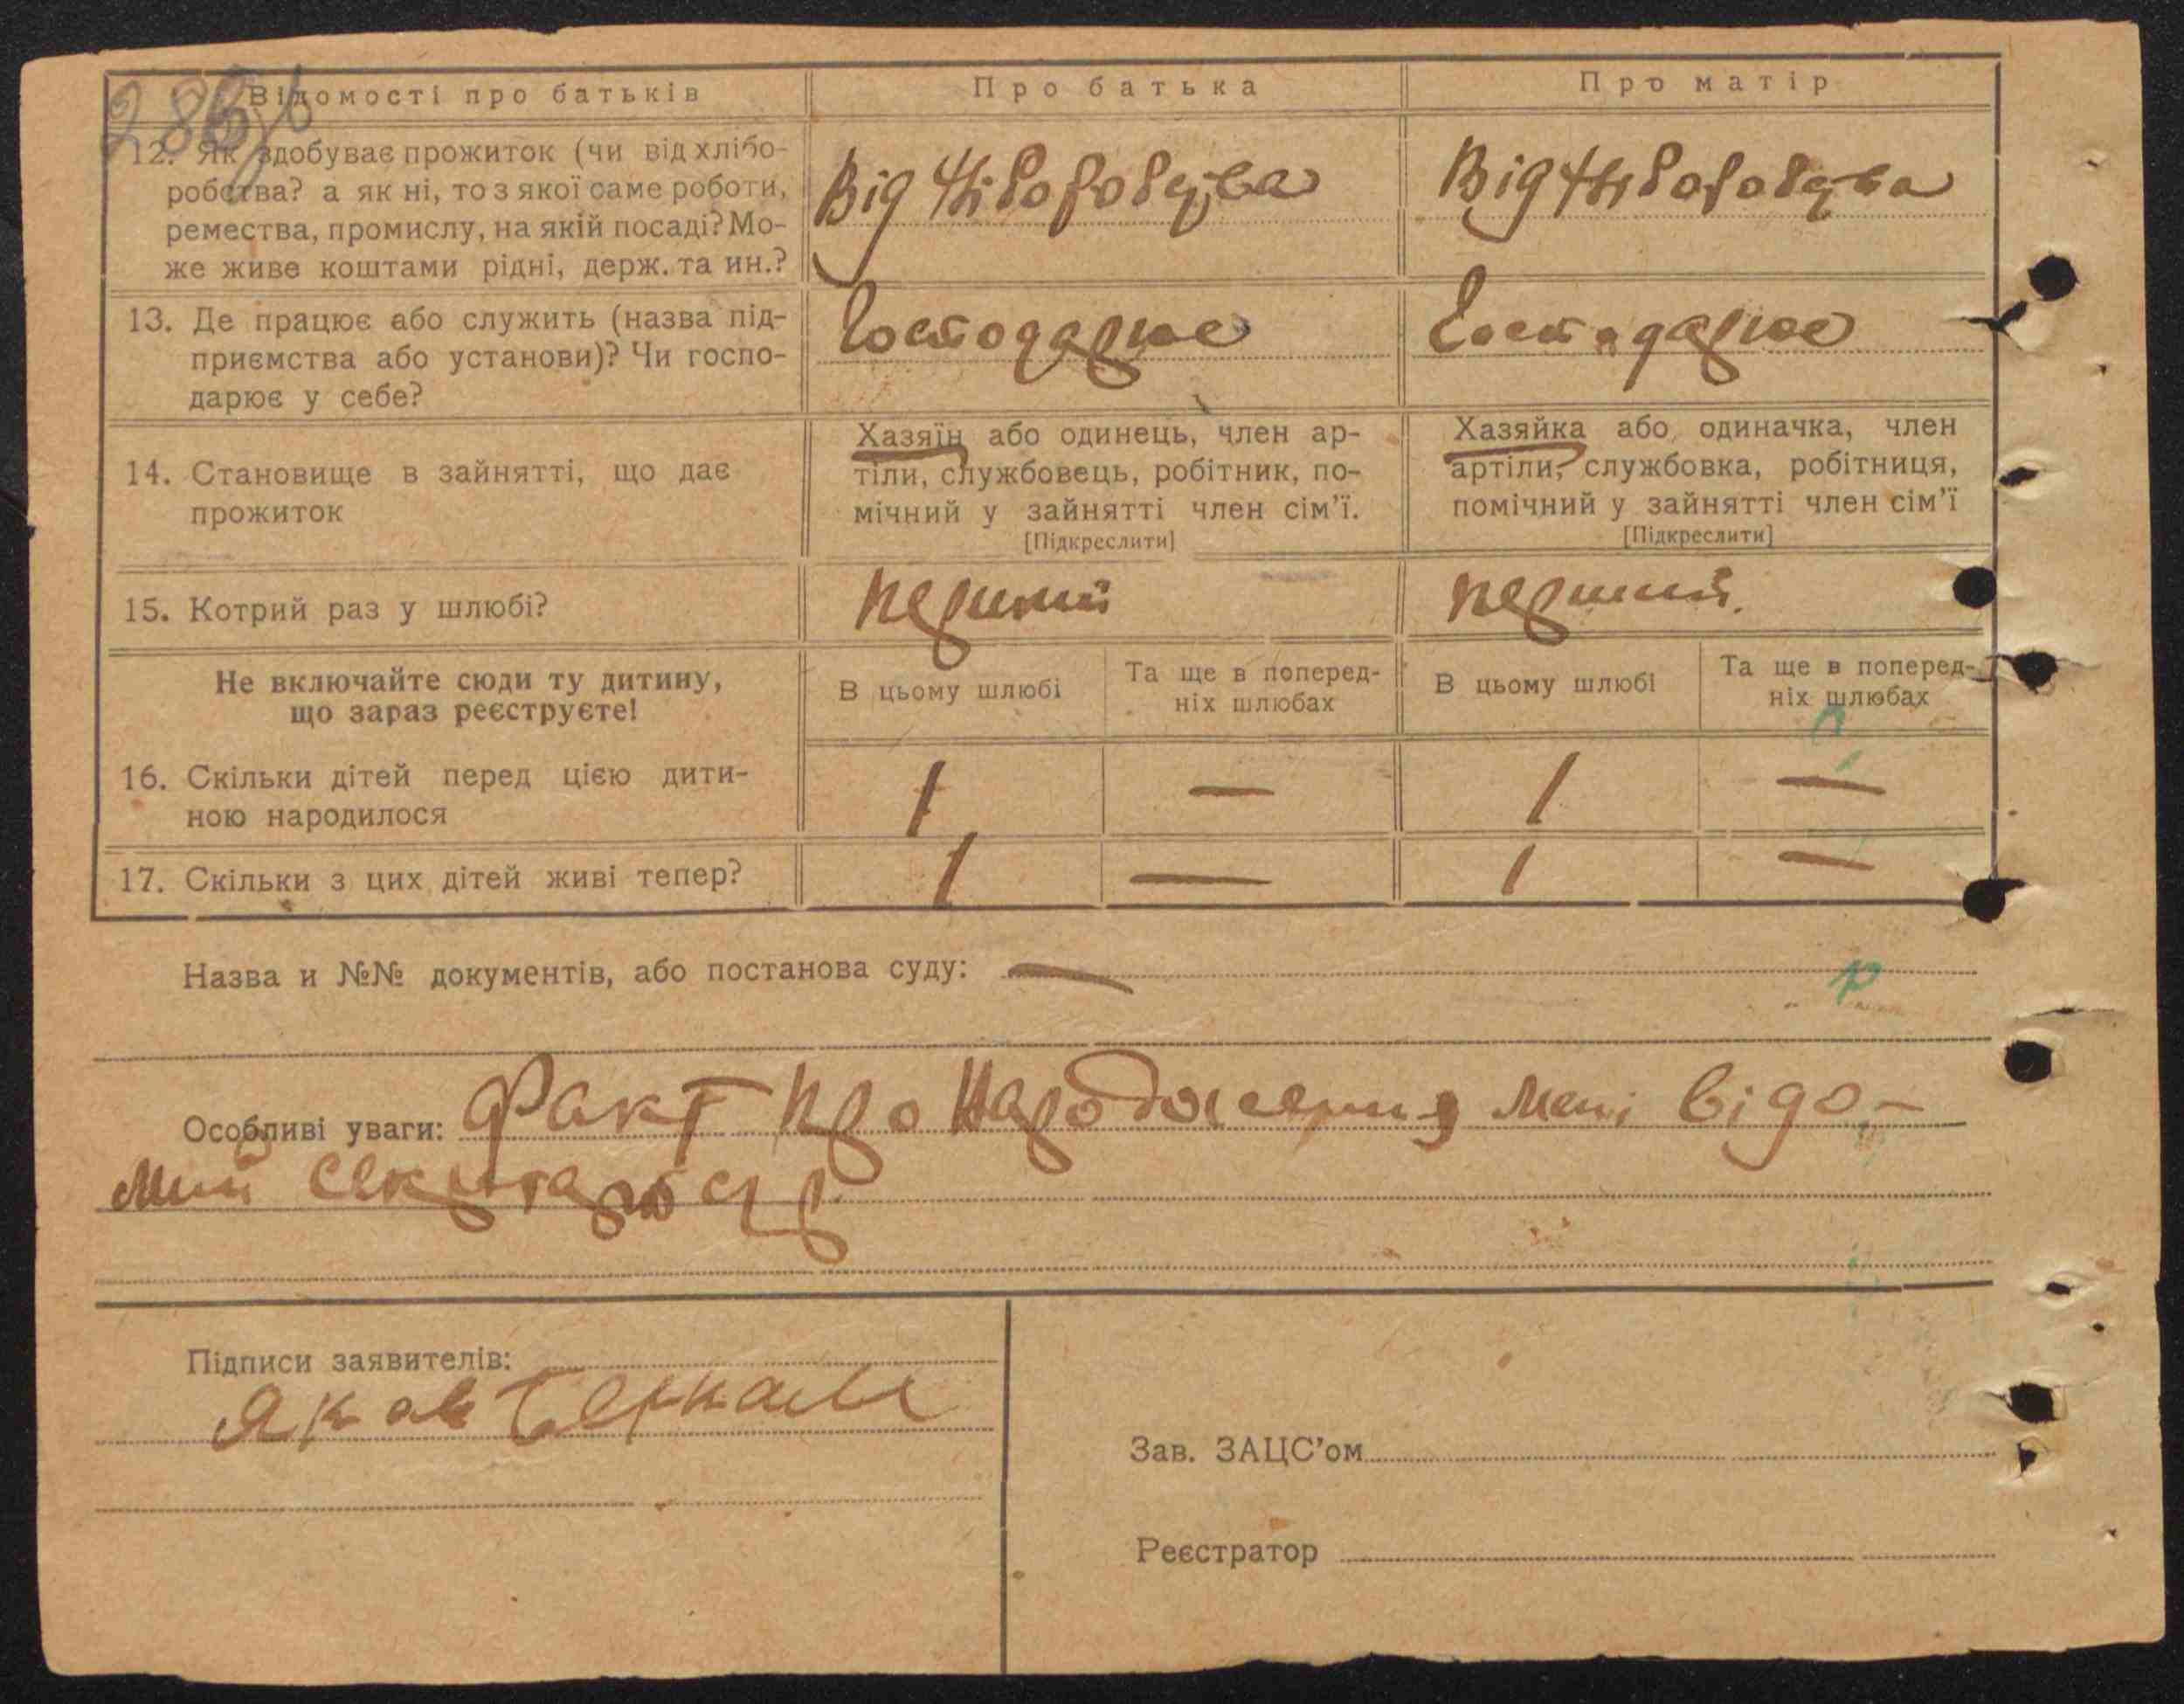 Відомості про батьків
Про батька
Про матір
12. Як здобуває прожиток (чи від хлібо-
робства? а як ні, то з якої саме роботи,
ремества, промислу, на якій посаді? Мо-
же живе коштами рідні, держ. та ин.?
Від хліборобства
Від хліборобства
13. Де працює або служить (назва під-
приємства або установи)? Чи госпо-
дарює у себе?
Господарює
Господарює
14. Становище в зайнятті, що дає
прожиток
Хазяїн або одинець, член ар-
тіли, службовець, робітник, по-
мічний у зайнятті член сім’ї.
[Підкреслити]
Хазяйка або одиначка, член
артіли, службовка, робітниця,
помічний у зайнятті член сім’ї
[Підкреслити]
15. Котрий раз у шлюбі?
перший
перший.
Не включайте сюди ту дитину,
що зараз реєструєте!
В цьому шлюбі
Та ще в поперед-
ніх шлюбах
В цьому шлюбі
Та ще в поперед-
ніх шлюбах
16. Скільки дітей перед цією дити-
ною народилося
1 — 1 —
17. Скільки з цих дітей живі тепер?
1 — 1 —
Назва и №№ документів, або постанова суду: —
Особливі уваги: Факт про народження мені відо-
мий секретар
Підписи заявителів:
Яков
Зав. ЗАЦС’ом
Реєстратор